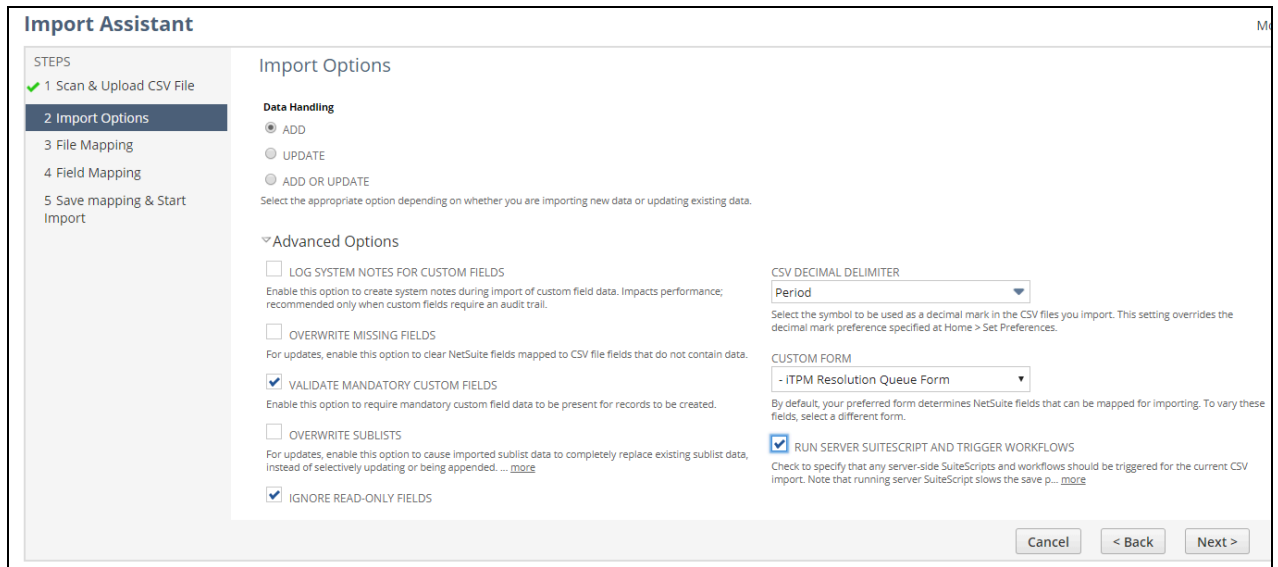 Import Assistant
Mo
STEPS
1 Scan & Upload CSV File
2 Import Options
3 File Mapping
4 Field Mapping
5 Save mapping & Start
Import
Import Options
Data Handling
ADD
UPDATE
ADD OR UPDATE
Select the appropriate option depending on whether you are importing new data or updating existing data.
Advanced Options
LOG SYSTEM NOTES FOR CUSTOM FIELDS
Enable this option to create system notes during import of custom field data. Impacts performance;
recommended only when custom fields require an audit trail.
OVERWRITE MISSING FIELDS
For updates, enable this option to clear NetSuite fields mapped to CSV file fields that do not contain data.
VALIDATE MANDATORY CUSTOM FIELDS
Enable this option to require mandatory custom field data to be present for records to be created.
OVERWRITE SUBLISTS
For updates, enable this option to cause imported sublist data to completely replace existing sublist data,
instead of selectively updating or being appended. ... more
IGNORE READ-ONLY FIELDS
CSV DECIMAL DELIMITER
Period
Select the symbol to be used as a decimal mark in the CSV files you import. This setting overrides the
decimal mark preference specified at Home > Set Preferences.
CUSTOM FORM
- iTPM Resolution Queue Form
By default, your preferred form determines NetSuite fields that can be mapped for importing. To vary these
fields, select a different form.
RUN SERVER SUITESCRIPT AND TRIGGER WORKFLOWS
Check to specify that any server-side SuiteScripts and workflows should be triggered for the current CSV
import. Note that running server SuiteScript slows the save p... more
Cancel
< Back
Next >